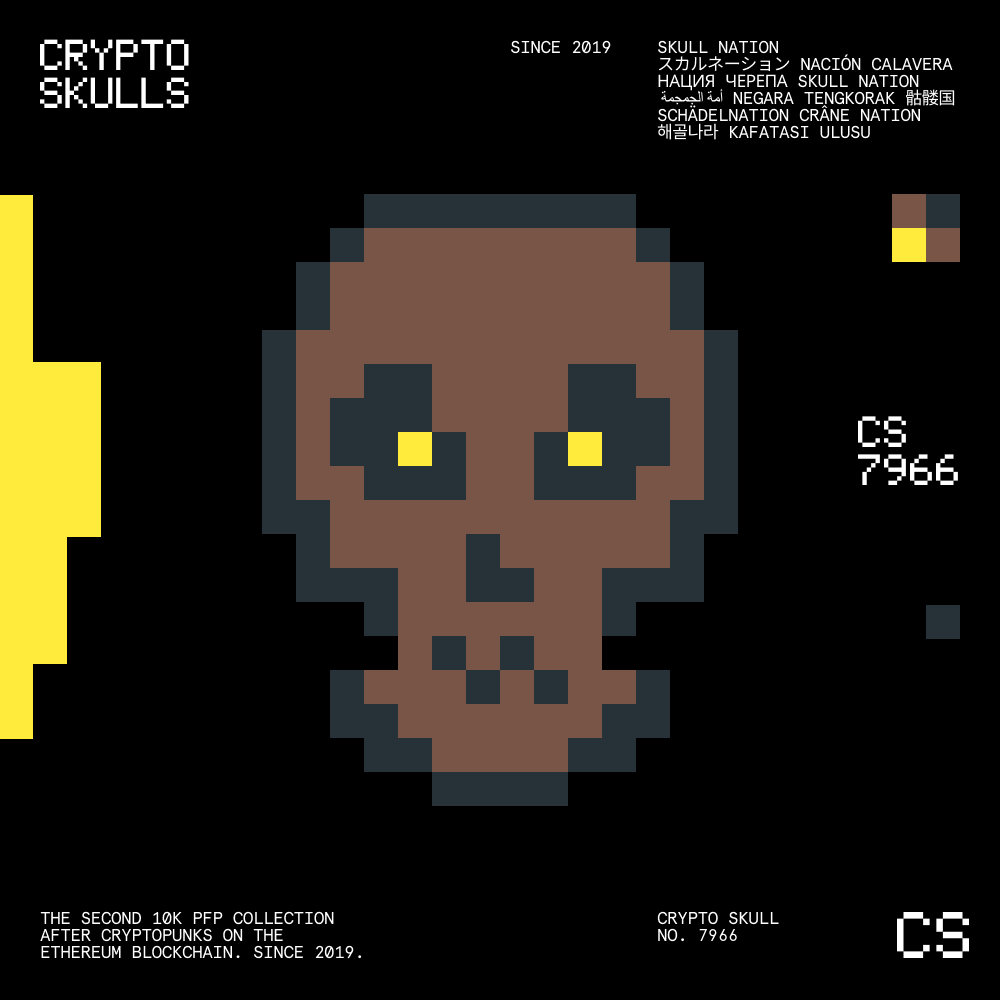 CRYPTO
SKULLS
SINCE 2019
SKULL NATION
スカルネーション NACIÓN CALAVERA
НАЦИЯ ЧЕРЕПА SKULL NATION
أمة الجمجمة NEGARA TENGKORAK 骷髅国
SCHÄDELNATION CRÂNE NATION
해골나라 KAFATASI ULUSU
CS
7966
THE SECOND 10K PFP COLLECTION
AFTER CRYPTOPUNKS ON THE
ETHEREUM BLOCKCHAIN. SINCE 2019.
CRYPTO SKULL
NO. 7966
CS